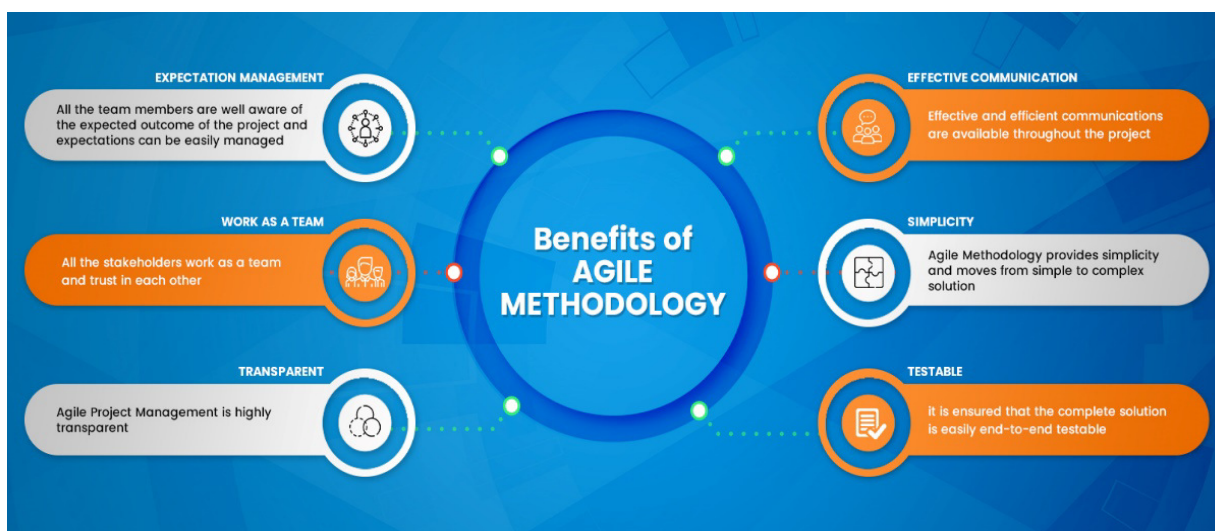 EXPECTATION MANAGEMENT
All the team members are well aware of
the expected outcome of the project and
expectations can be easily managed
WORK AS A TEAM
All the stakeholders work as a team
and trust in each other
TRANSPARENT
Agile Project Management is highly
transparent
Benefits of
AGILE
METHODOLOGY
EFFECTIVE COMMUNICATION
Effective and efficient communications
are available throughout the project
SIMPLICITY
Agile Methodology provides simplicity
and moves from simple to complex
solution
TESTABLE
it is ensured that the complete solution
is easily end-to-end testable